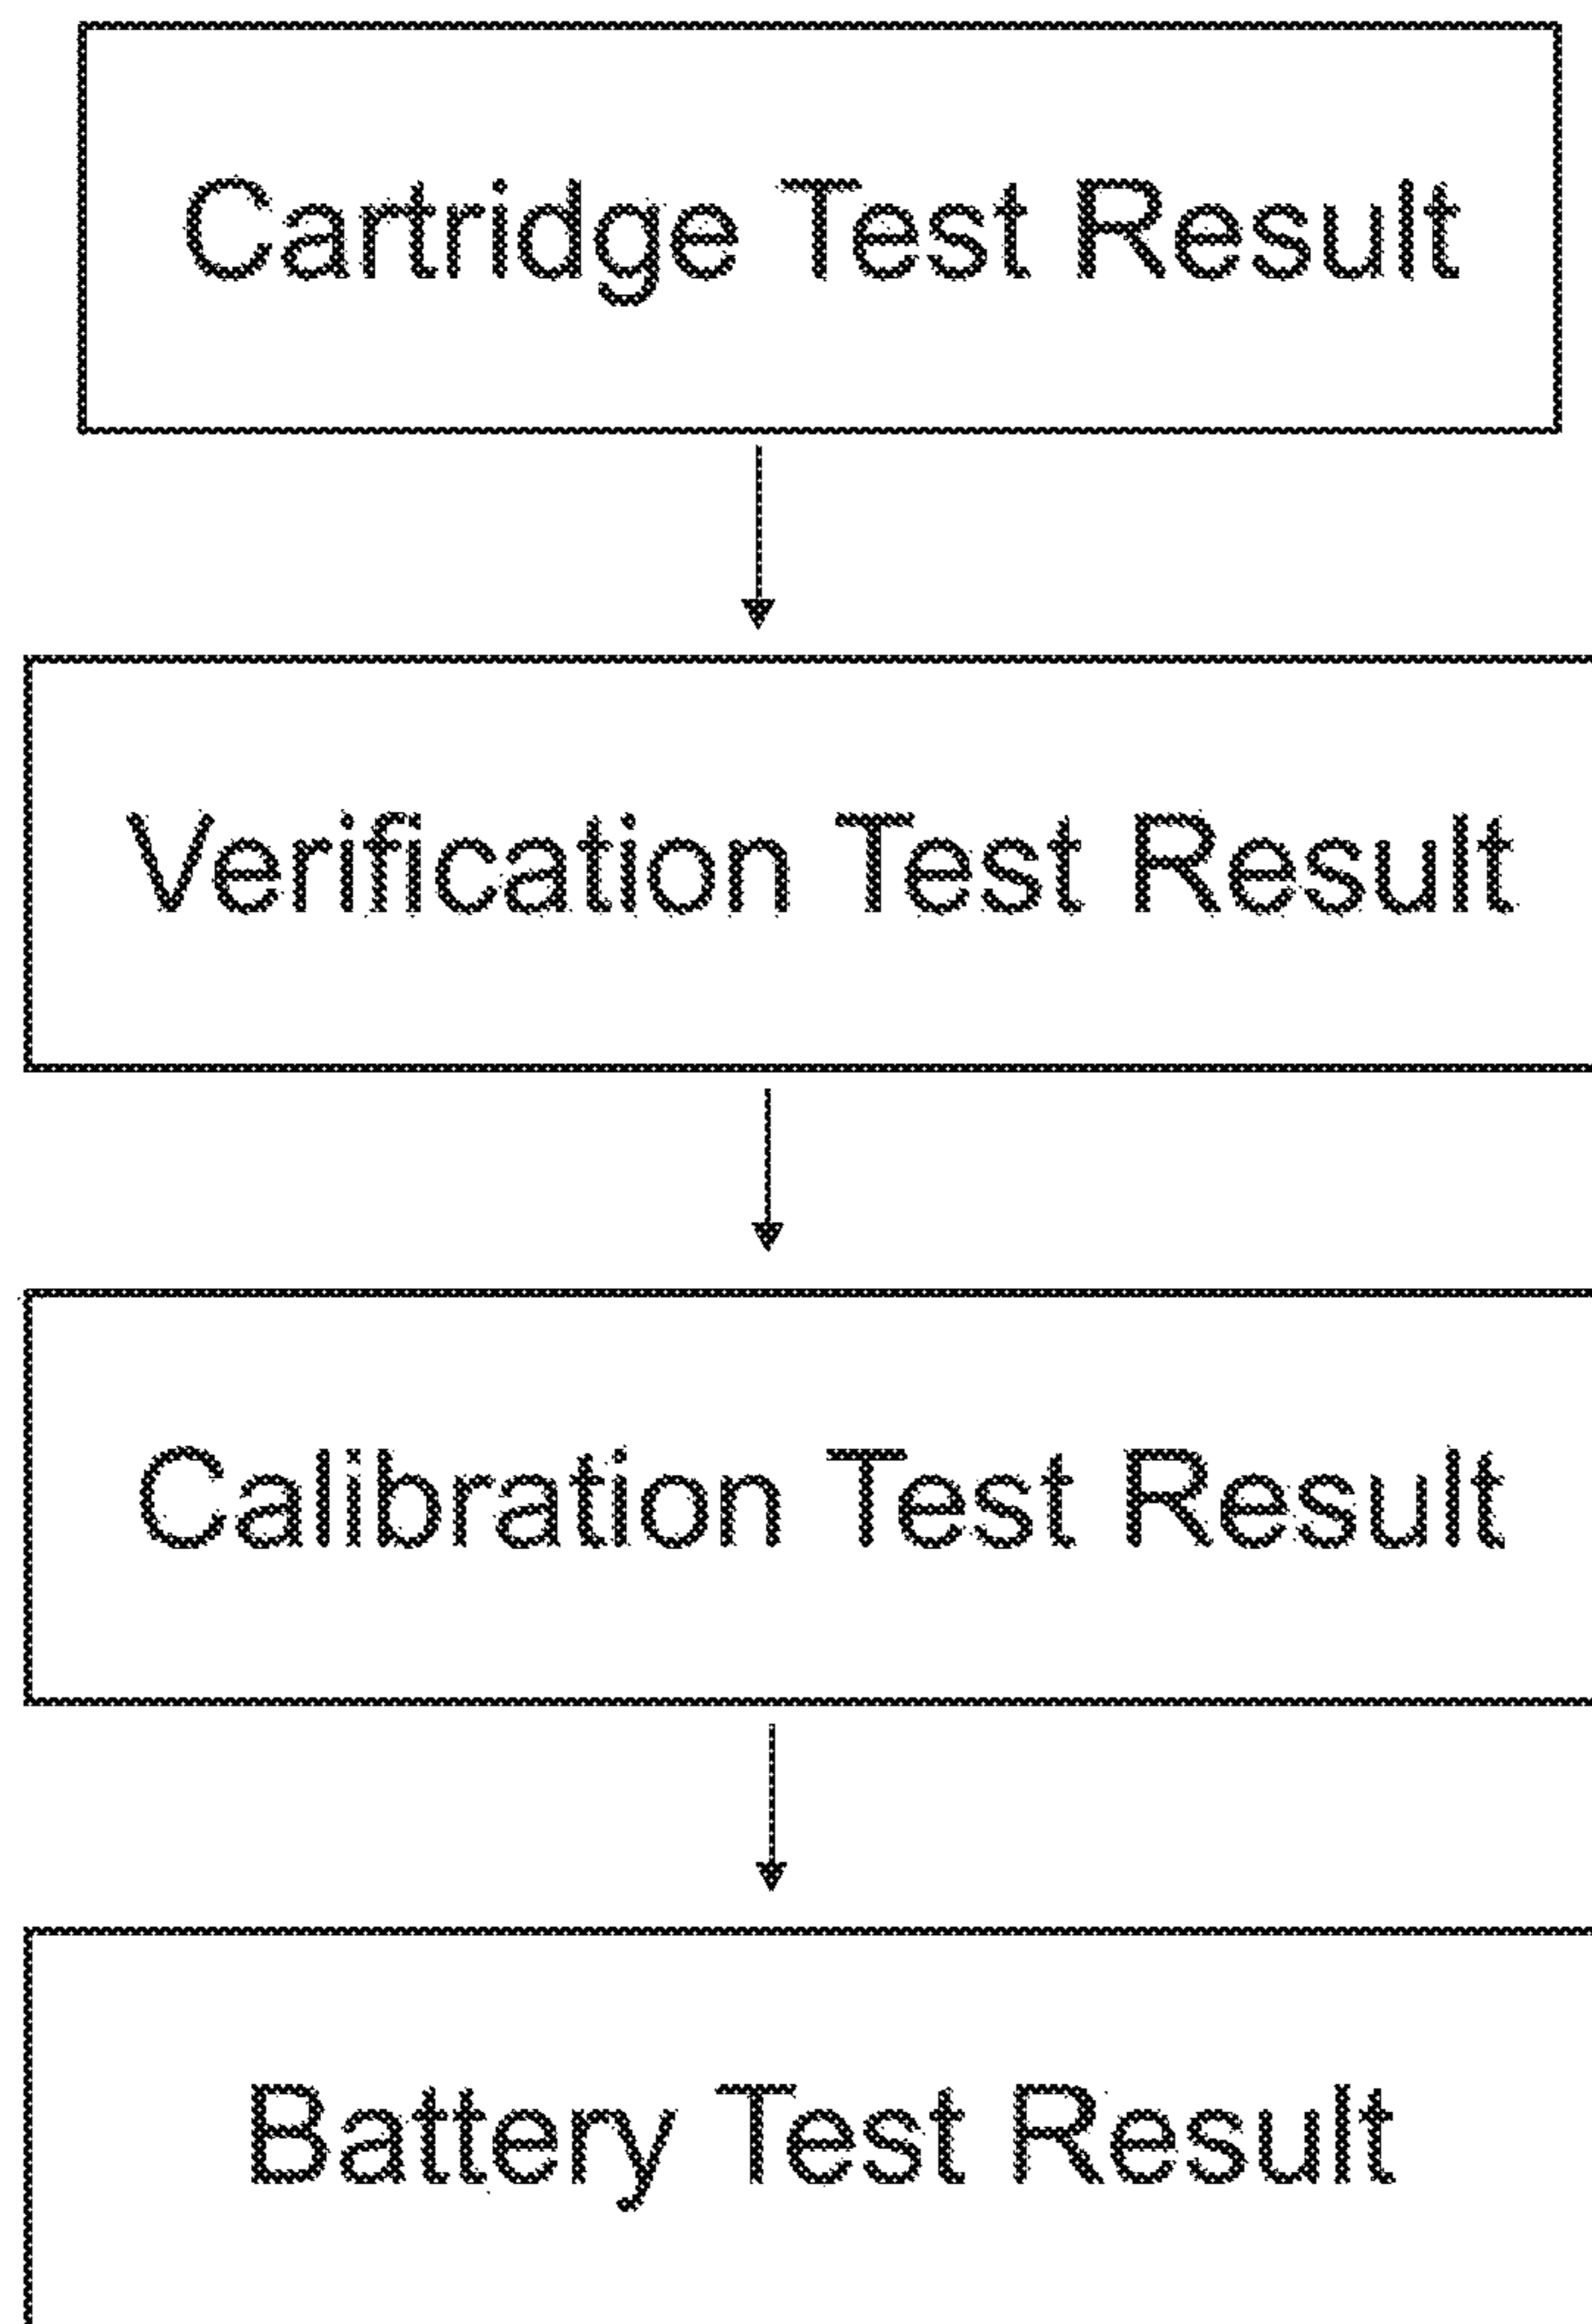 Cartridge Test Result
Verification Test Result
Calibration Test Result
Battery Test Result